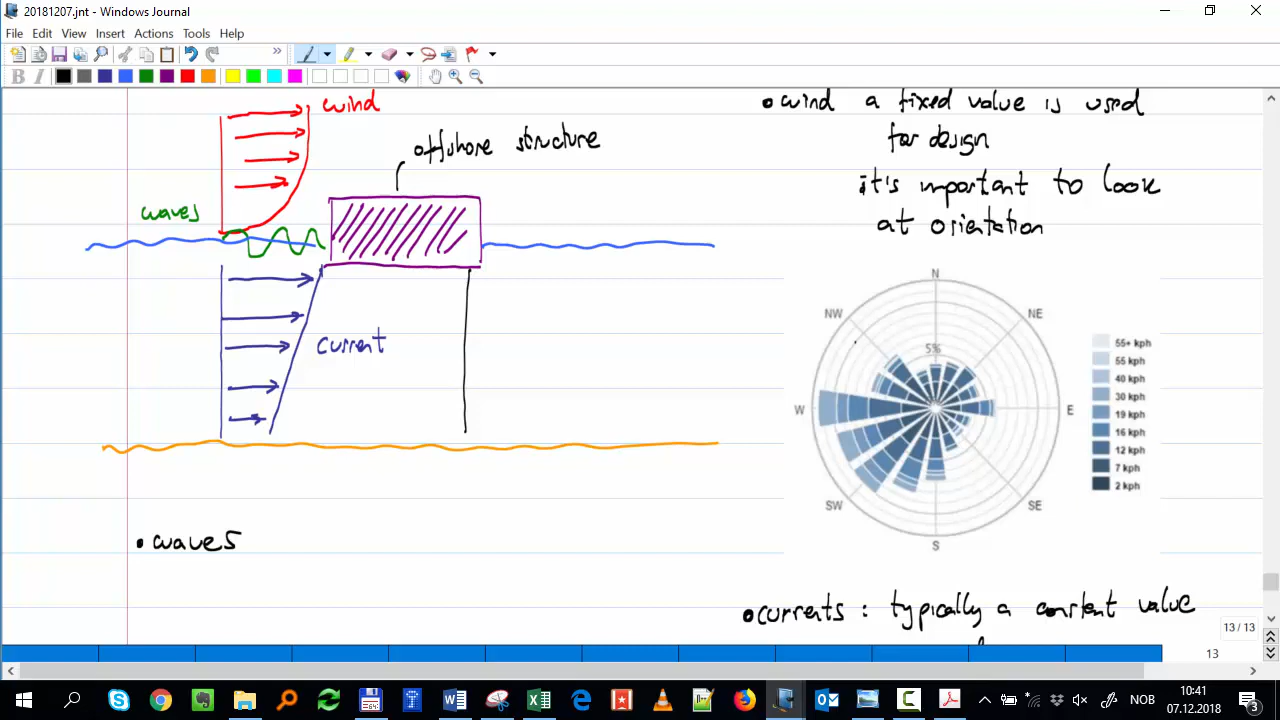 20181207.jnt - Windows Journal
File Edit View Insert Actions Tools Help
B I
wind
offshore structure
waves
current
• waves
• wind a fixed value is used
for design
it's important to look
at orientation
N
NW
NE
5%
W
E
SW
SE
S
55+ kph
55 kph
40 kph
30 kph
19 kph
16 kph
12 kph
7 kph
2 kph
• currents : typically a constant value
13 / 13
13
NOB
10:41
07.12.2018
3